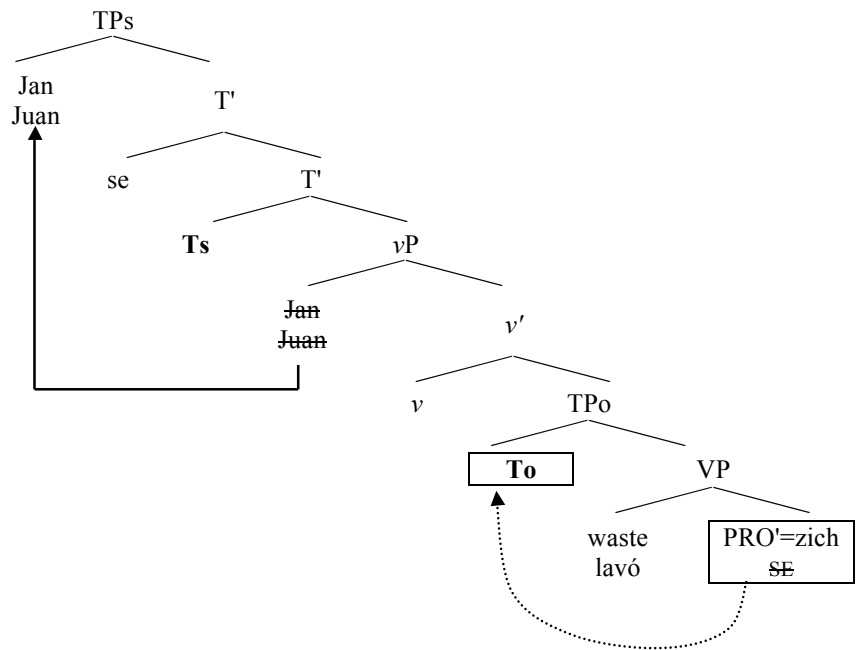 TPs
Jan
Juan
T'
se
T'
Ts
vP
Jan
Juan
v'
v
TPo
To
VP
waste
lavó
PRO'=zich
SE